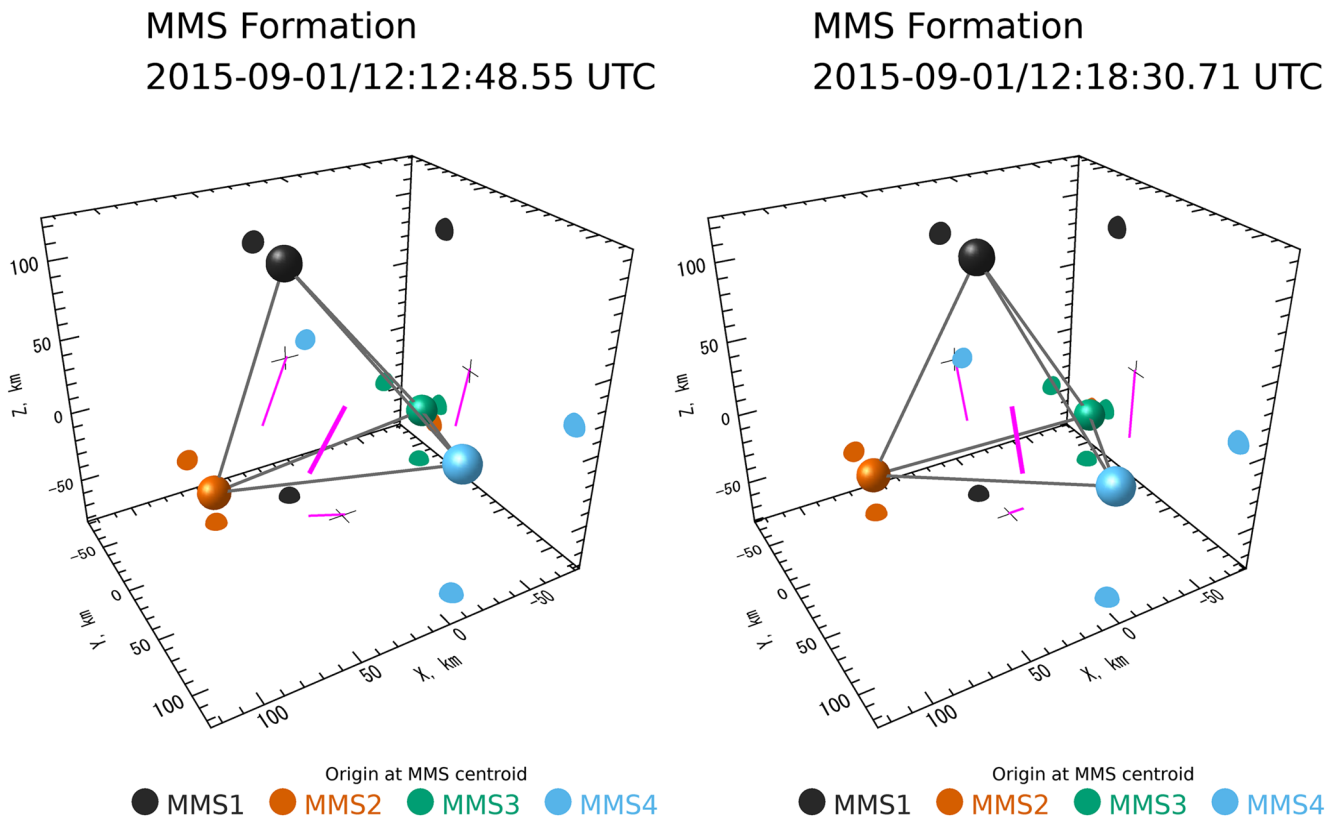 MMS Formation
2015-09-01/12:12:48.55 UTC
100
50
0
-50
Z, km
-50
0
50
100
Y, km
100
50
0
-50
X, km
Origin at MMS centroid
MMS1 MMS2 MMS3 MMS4
MMS Formation
2015-09-01/12:18:30.71 UTC
100
50
0
-50
Z, km
-50
0
50
100
Y, km
100
50
0
-50
X, km
Origin at MMS centroid
MMS1 MMS2 MMS3 MMS4